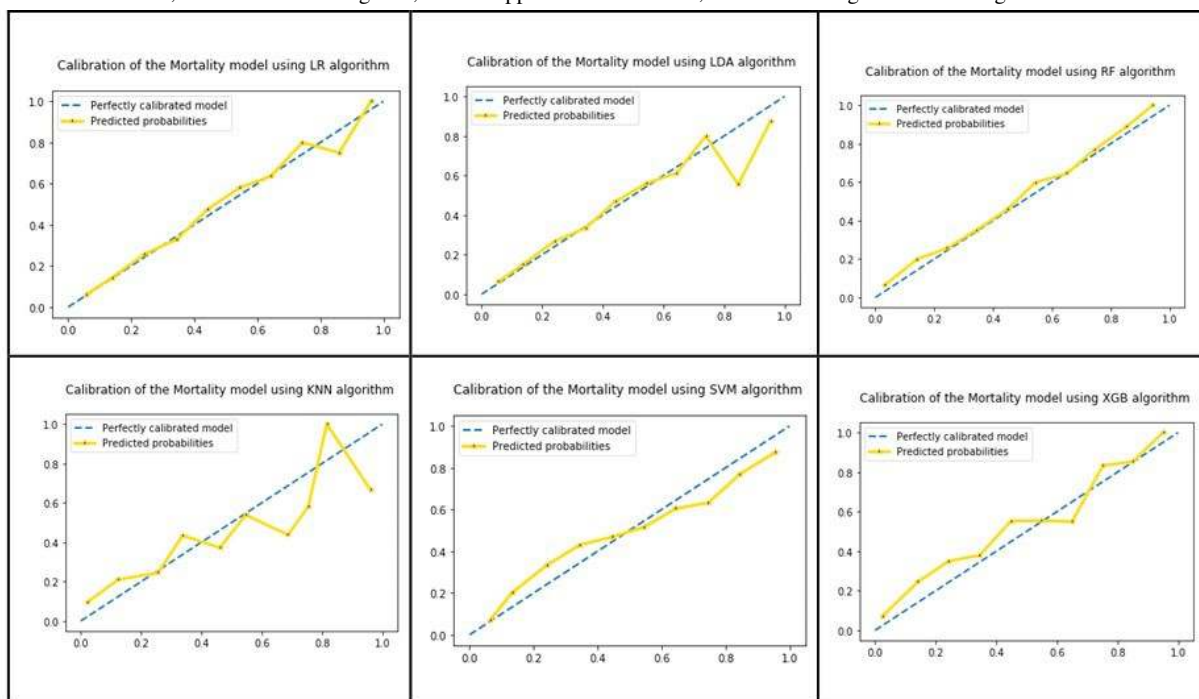 Calibration of the Mortality model using LR algorithm
Perfectly calibrated model
Predicted probabilities
1.0
0.8
0.6
0.4
0.2
0.0
0.0 0.2 0.4 0.6 0.8 1.0
Calibration of the Mortality model using LDA algorithm
Perfectly calibrated model
Predicted probabilities
1.0
0.8
0.6
0.4
0.2
0.0
0.0 0.2 0.4 0.6 0.8 1.0
Calibration of the Mortality model using RF algorithm
Perfectly calibrated model
Predicted probabilities
1.0
0.8
0.6
0.4
0.2
0.0
0.0 0.2 0.4 0.6 0.8 1.0
Calibration of the Mortality model using KNN algorithm
Perfectly calibrated model
Predicted probabilities
1.0
0.8
0.6
0.4
0.2
0.0
0.0 0.2 0.4 0.6 0.8 1.0
Calibration of the Mortality model using SVM algorithm
Perfectly calibrated model
Predicted probabilities
1.0
0.8
0.6
0.4
0.2
0.0
0.0 0.2 0.4 0.6 0.8 1.0
Calibration of the Mortality model using XGB algorithm
Perfectly calibrated model
Predicted probabilities
1.0
0.8
0.6
0.4
0.2
0.0
0.0 0.2 0.4 0.6 0.8 1.0